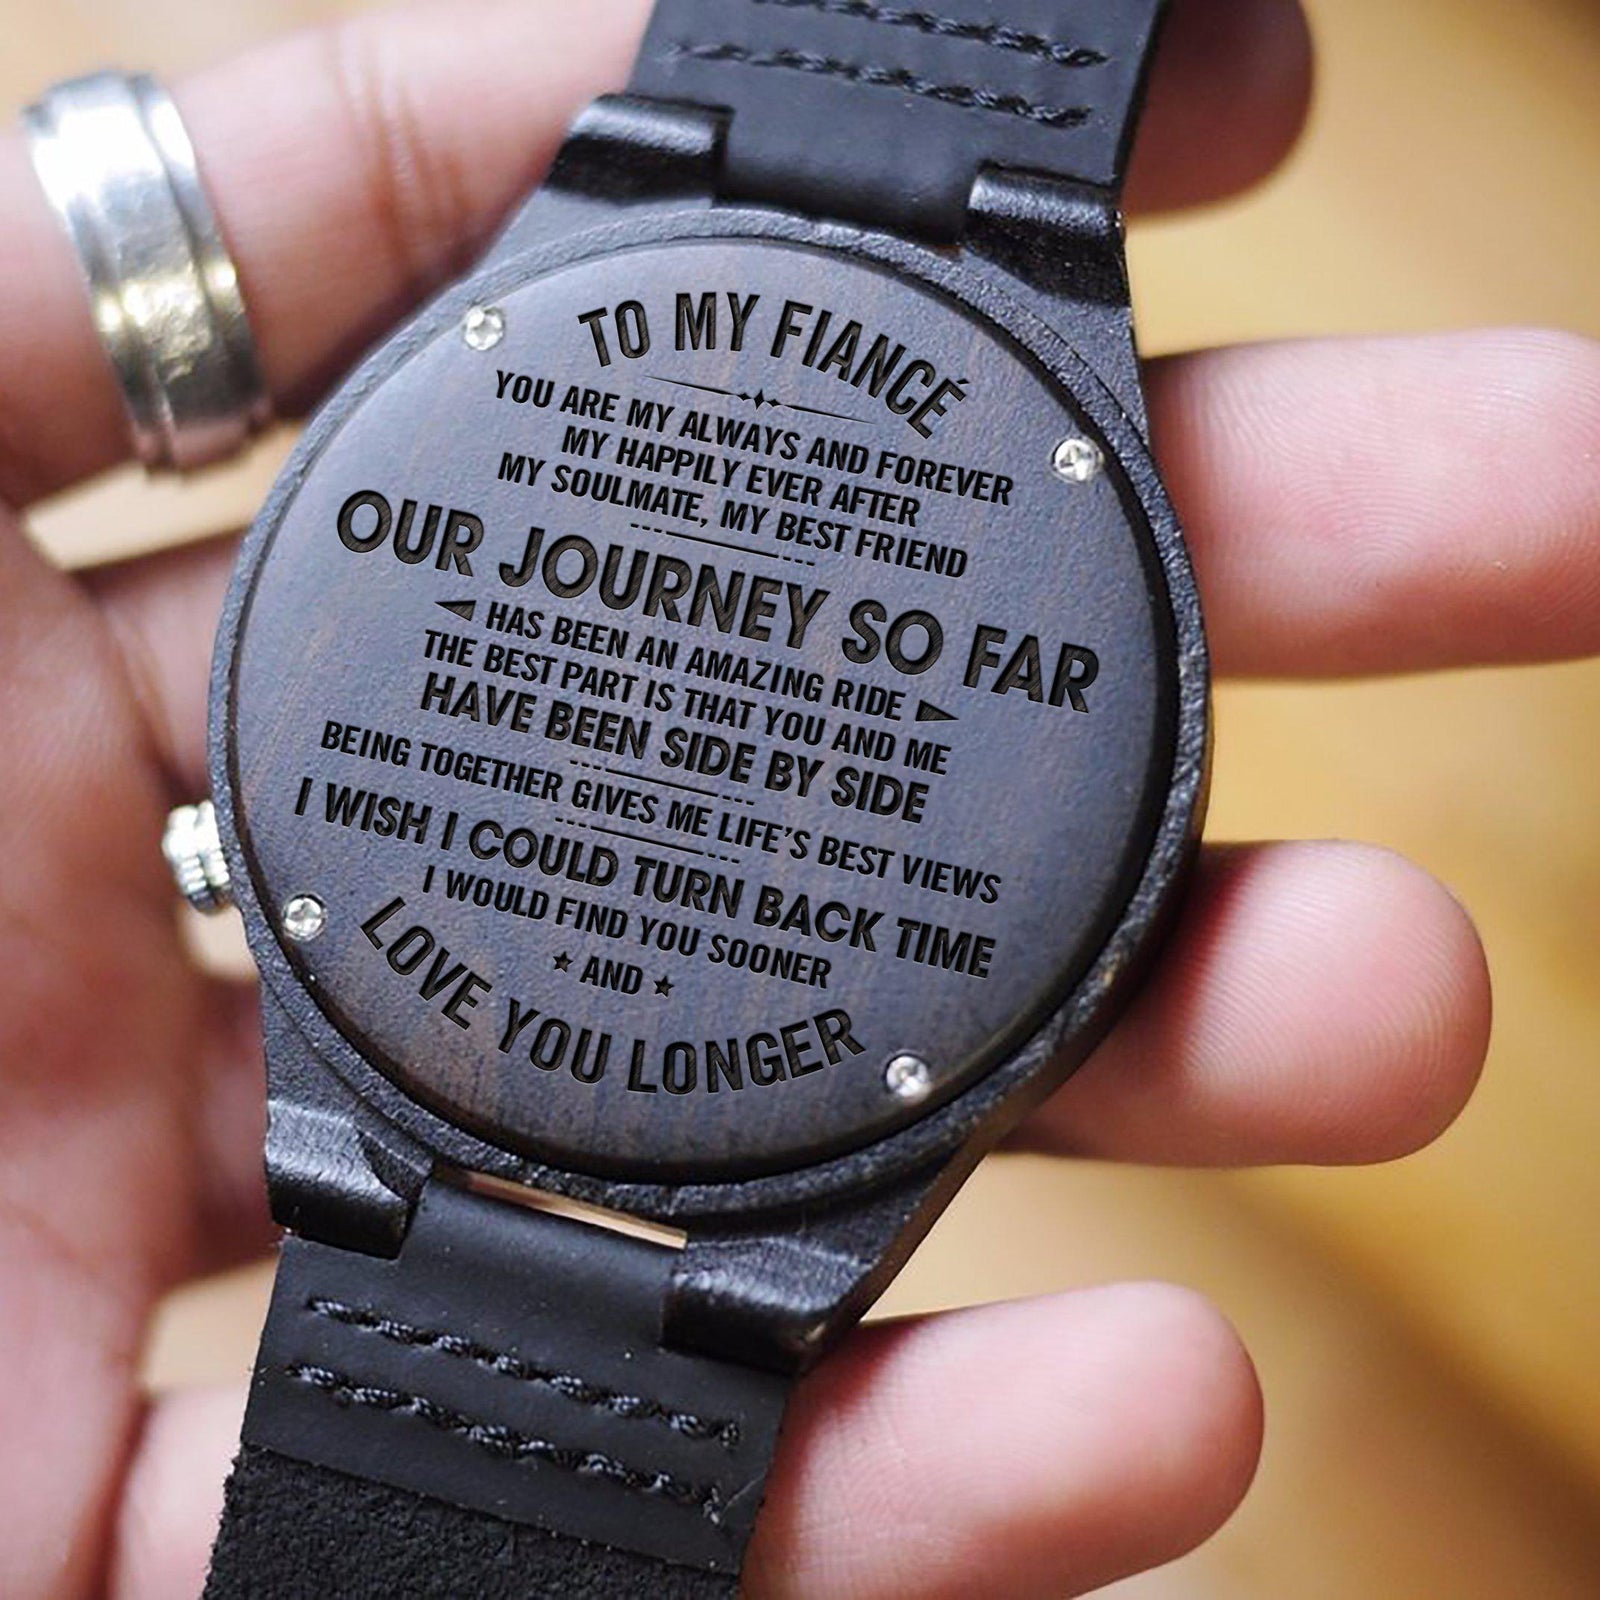 TO MY FIANCÉ
YOU ARE MY ALWAYS AND FOREVER
MY HAPPILY EVER AFTER
MY SOULMATE, MY BEST FRIEND
OUR JOURNEY SO FAR
HAS BEEN AN AMAZING RIDE
THE BEST PART IS THAT YOU AND ME
HAVE BEEN SIDE BY SIDE
BEING TOGETHER GIVES ME LIFE'S BEST VIEWS
I WISH I COULD TURN BACK TIME
I WOULD FIND YOU SOONER
★ AND ★
LOVE YOU LONGER